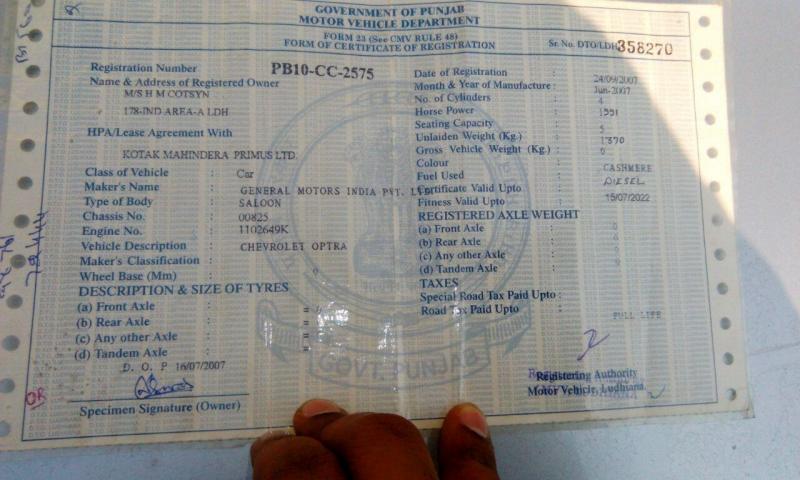 GOVERNMENT OF PUNJAB
MOTOR VEHICLE DEPARTMENT
FORM 23 (See CMV RULE 48)
FORM OF CERTIFICATE OF REGISTRATION
Sr. No. DTO/LDH 358270
Registration Number PB10-CC-2575
Name & Address of Registered Owner
M/S H M COTSYN
178-IND AREA-A LDH
HPA/Lease Agreement With
KOTAK MAHINDERA PRIMUS LTD.
Class of Vehicle : Car
Maker's Name : GENERAL MOTORS INDIA PVT. LTD
Type of Body : SALOON
Chassis No. : 00825
Engine No. : 1102649K
Vehicle Description : CHEVROLET OPTRA
Maker's Classification :
Wheel Base (Mm) : 0
DESCRIPTION & SIZE OF TYRES
(a) Front Axle :
(b) Rear Axle :
(c) Any other Axle :
(d) Tandem Axle :
D. O. P 16/07/2007
Specimen Signature (Owner)
Date of Registration : 24/09/2007
Month & Year of Manufacture : Jun-2007
No. of Cylinders : 4
Horse Power : 1991
Seating Capacity : 5
Unlaiden Weight (Kg.) : 1370
Gross Vehicle Weight (Kg.) : 0
Colour : CASHMERE
Fuel Used : DIESEL
Certificate Valid Upto :
Fitness Valid Upto : 15/07/2022
REGISTERED AXLE WEIGHT
(a) Front Axle : 0
(b) Rear Axle : 0
(c) Any other Axle : 0
(d) Tandem Axle : 0
TAXES
Special Road Tax Paid Upto :
Road Tax Paid Upto : FULL LIFE
GOVT. PUNJAB
Registering Authority
Motor Vehicle, Ludhiana